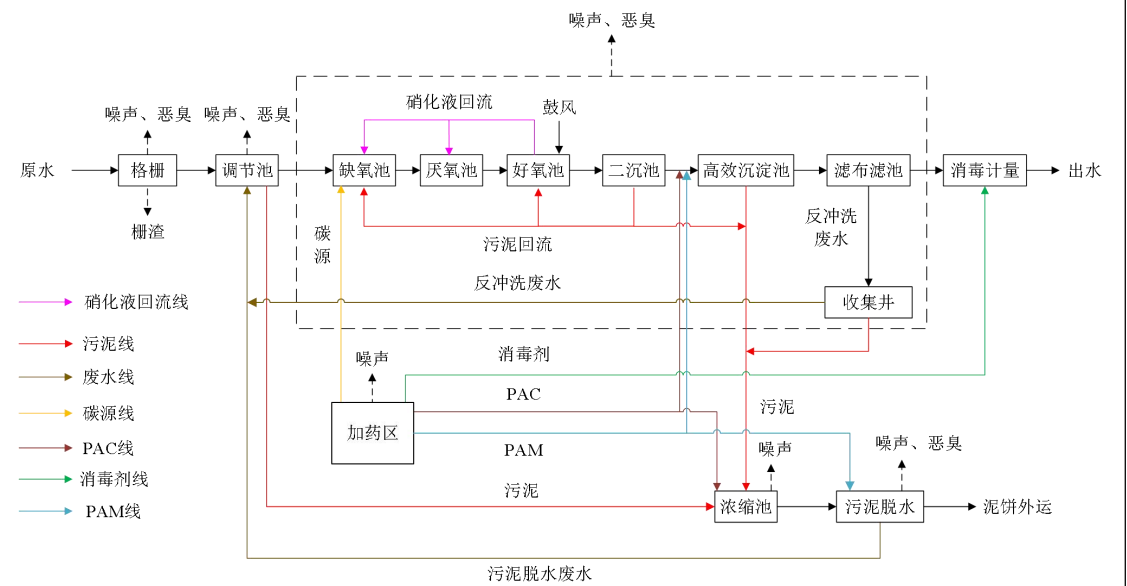 噪声、恶臭
硝化液回流
鼓风
噪声、恶臭
噪声、恶臭
原水
格栅
调节池
缺氧池
厌氧池
好氧池
二沉池
高效沉淀池
滤布滤池
消毒计量
出水
栅渣
碳
源
污泥回流
反冲洗
废水
反冲洗废水
收集井
硝化液回流线
污泥线
废水线
碳源线
PAC线
消毒剂线
PAM线
噪声
消毒剂
PAC
加药区
PAM
污泥
噪声
噪声、恶臭
污泥
浓缩池
污泥脱水
泥饼外运
污泥脱水废水